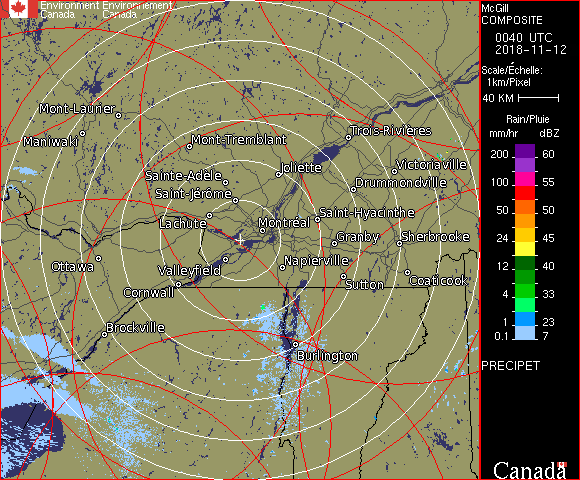 Environment Environnement
Canada Canada
McGill
COMPOSITE
0040 UTC
2018-11-12
Scale/Échelle:
1km/Pixel
40 KM
Rain/Pluie
mm/hr dBZ
200 60
100 55
50 50
24 45
12 40
4 33
1 23
0.1 7
PRECIPET
Canada
Mont-Laurier
Maniwaki
Mont-Tremblant
Trois-Rivières
Joliette
Victoriaville
Sainte-Adèle
Drummondville
Saint-Jérôme
Saint-Hyacinthe
Lachute
Montréal
Granby
Sherbrooke
Ottawa
Valleyfield
Napierville
Cornwall
Sutton
Coaticook
Brockville
Burlington